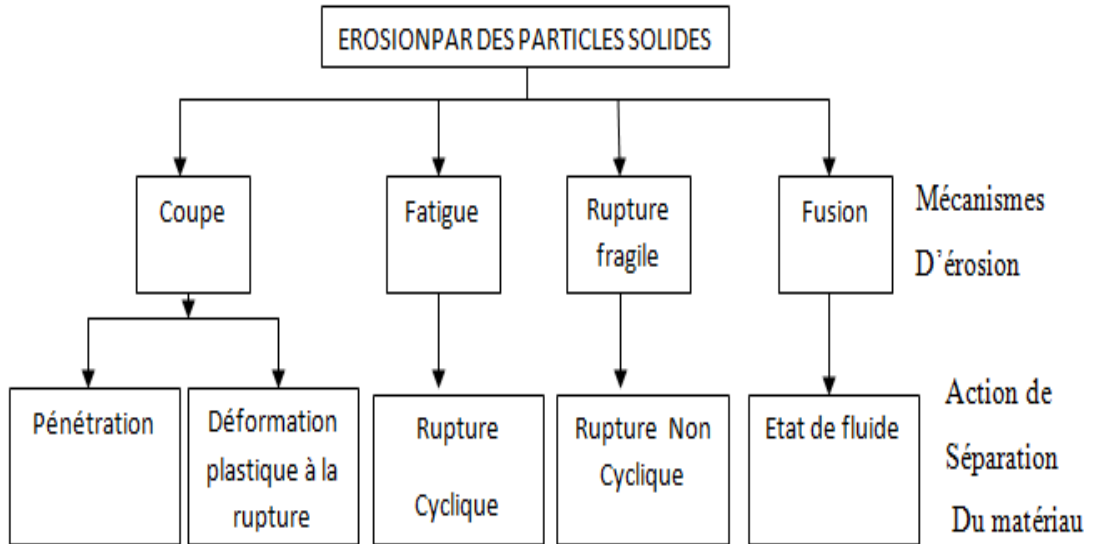 EROSIONPAR DES PARTICLES SOLIDES
Coupe
Fatigue
Rupture
fragile
Fusion
Mécanismes
D’érosion
Pénétration
Déformation
plastique à la
rupture
Rupture
Cyclique
Rupture Non
Cyclique
Etat de fluide
Action de
Séparation
Du matériau